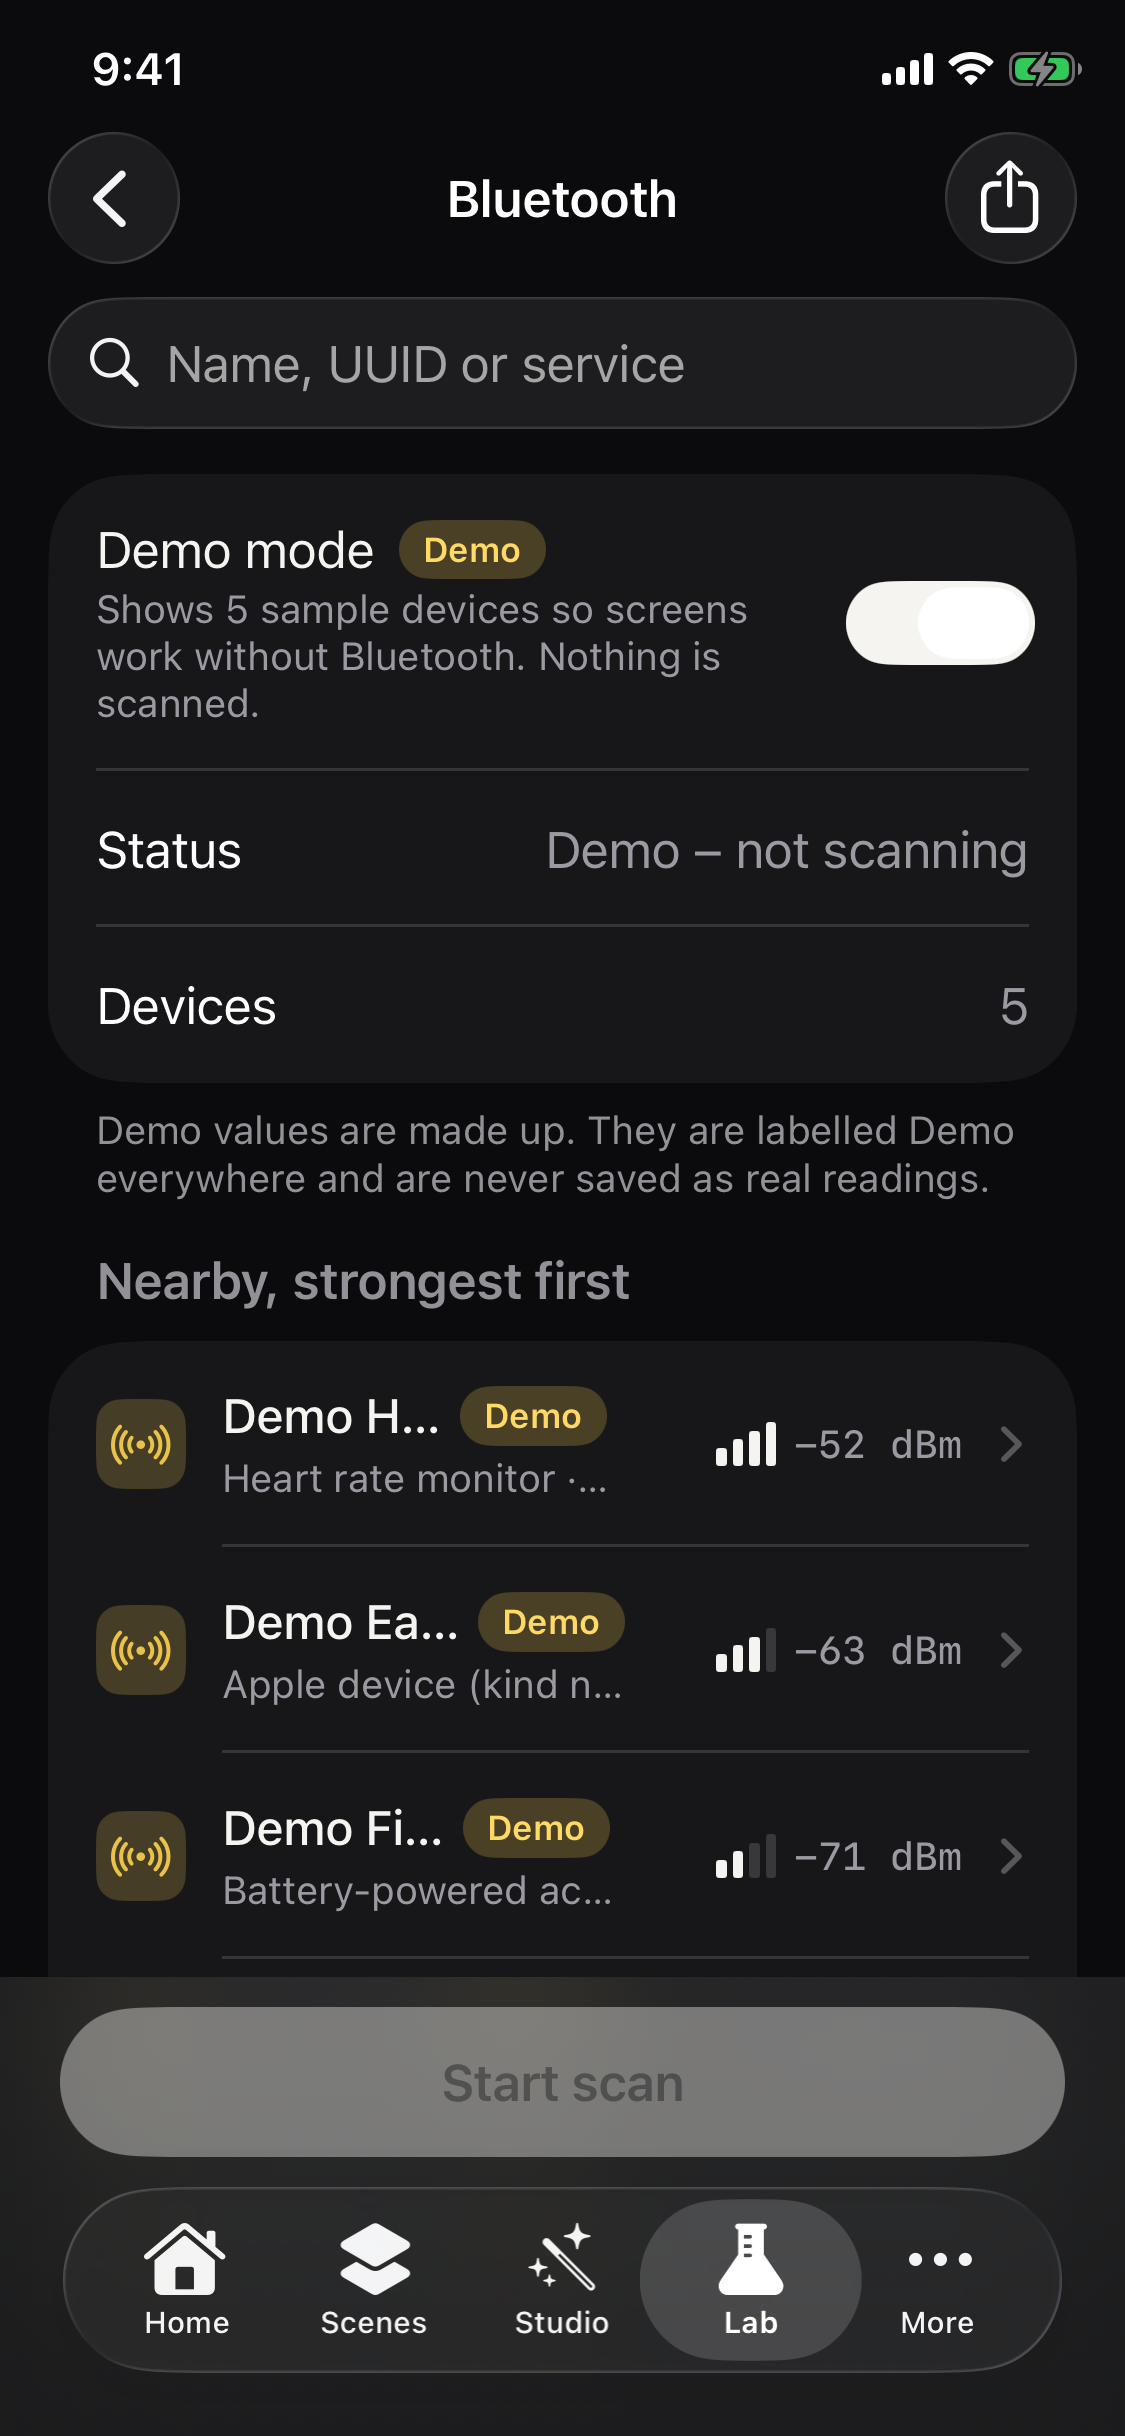 9:41
Bluetooth
Name, UUID or service
Demo mode Demo
Shows 5 sample devices so screens
work without Bluetooth. Nothing is
scanned.
Status Demo – not scanning
Devices 5
Demo values are made up. They are labelled Demo
everywhere and are never saved as real readings.
Nearby, strongest first
Demo H... Demo
Heart rate monitor ·...
–52 dBm
Demo Ea... Demo
Apple device (kind n...
–63 dBm
Demo Fi... Demo
Battery-powered ac...
–71 dBm
Start scan
Home Scenes Studio Lab More